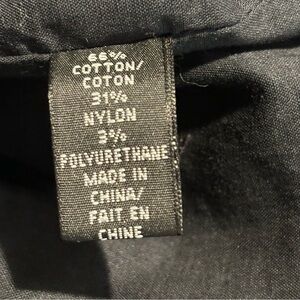 66%
COTTON/
COTON
31%
NYLON
3%
POLYURETHANE
MADE IN
CHINA/
FAIT EN
CHINE